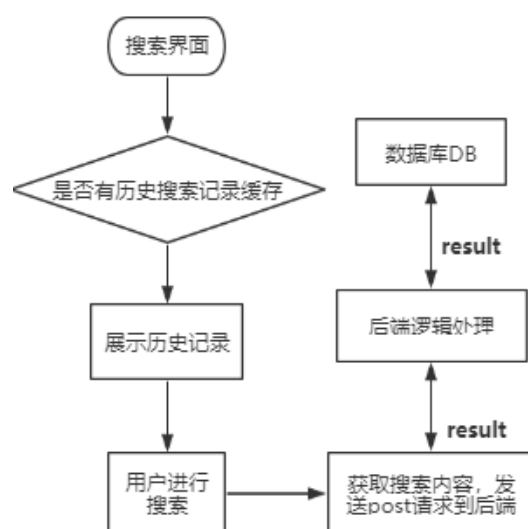 搜索界面
是否有历史搜索记录缓存
展示历史记录
用户进行
搜索
数据库DB
result
后端逻辑处理
result
获取搜索内容，发
送post请求到后端